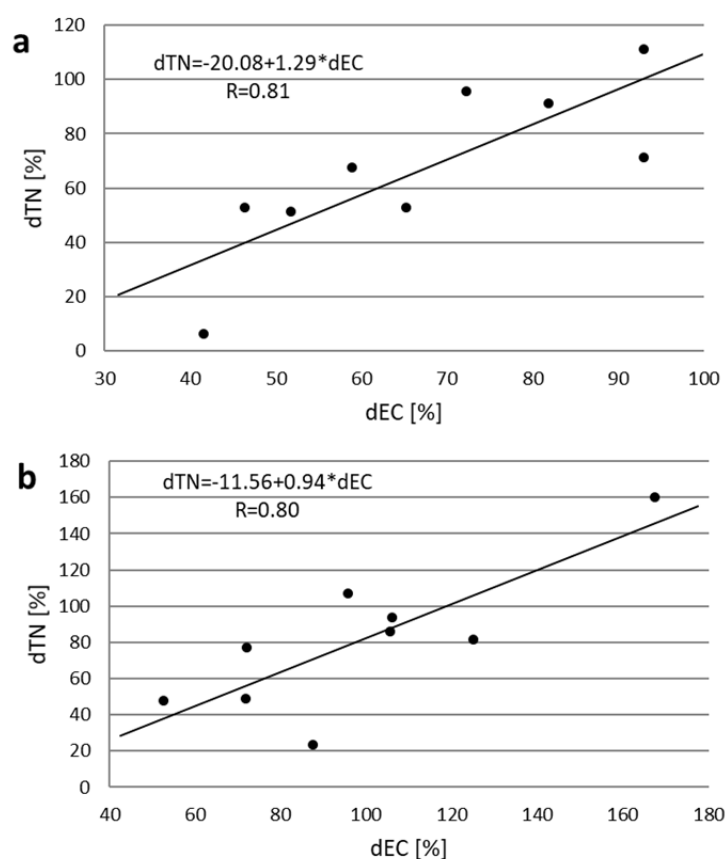 a
dTN=-20.08+1.29*dEC
R=0.81
dTN [%]
120
100
80
60
40
20
0
30 40 50 60 70 80 90 100
dEC [%]
b
dTN=-11.56+0.94*dEC
R=0.80
dTN [%]
180
160
140
120
100
80
60
40
20
0
40 60 80 100 120 140 160 180
dEC [%]